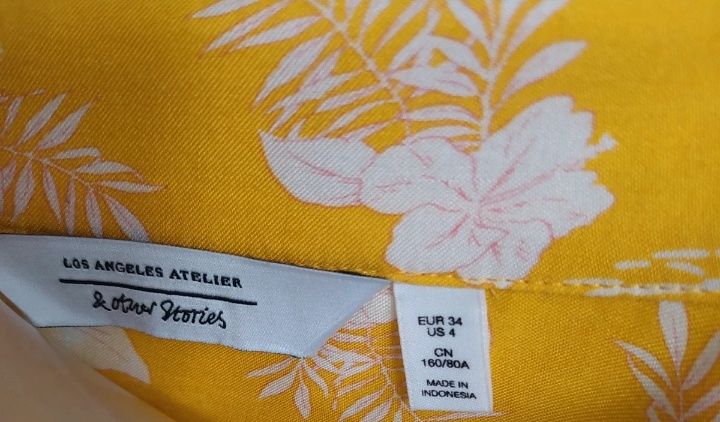 LOS ANGELES ATELIER
& other Stories
EUR 34
US 4
CN
160/80A
MADE IN
INDONESIA